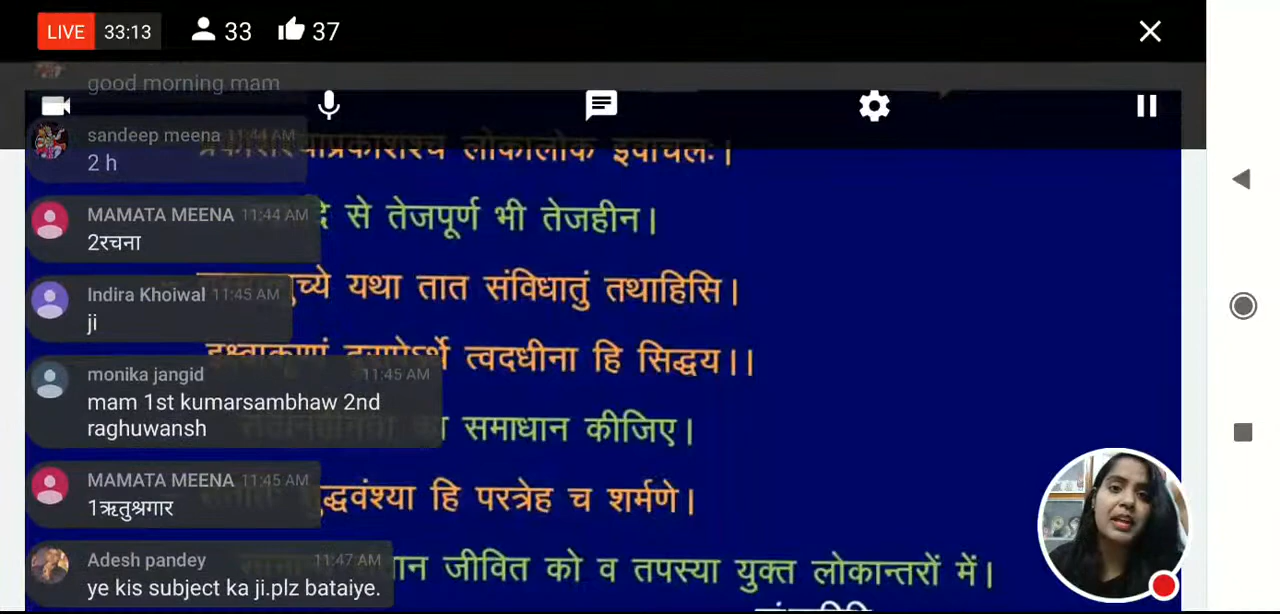 LIVE 33:13 33 37
good morning mam
sandeep meena 11:44 AM
2 h
लोकालोक इवाचलः।
MAMATA MEENA 11:44 AM
2रचना
से तेजपूर्ण भी तेजहीन।
Indira Khoiwal 11:45 AM
ji
यथा तात संविधातुं तथाहिसि।
त्वदधीना हि सिद्धय।।
monika jangid 11:45 AM
mam 1st kumarsambhaw 2nd
raghuwansh
समाधान कीजिए।
MAMATA MEENA 11:45 AM
1ऋतुश्रगार
हि परत्रेह च शर्मणे।
Adesh pandey 11:47 AM
ye kis subject ka ji.plz bataiye.
जीवित को व तपस्या युक्त लोकान्तरों में।